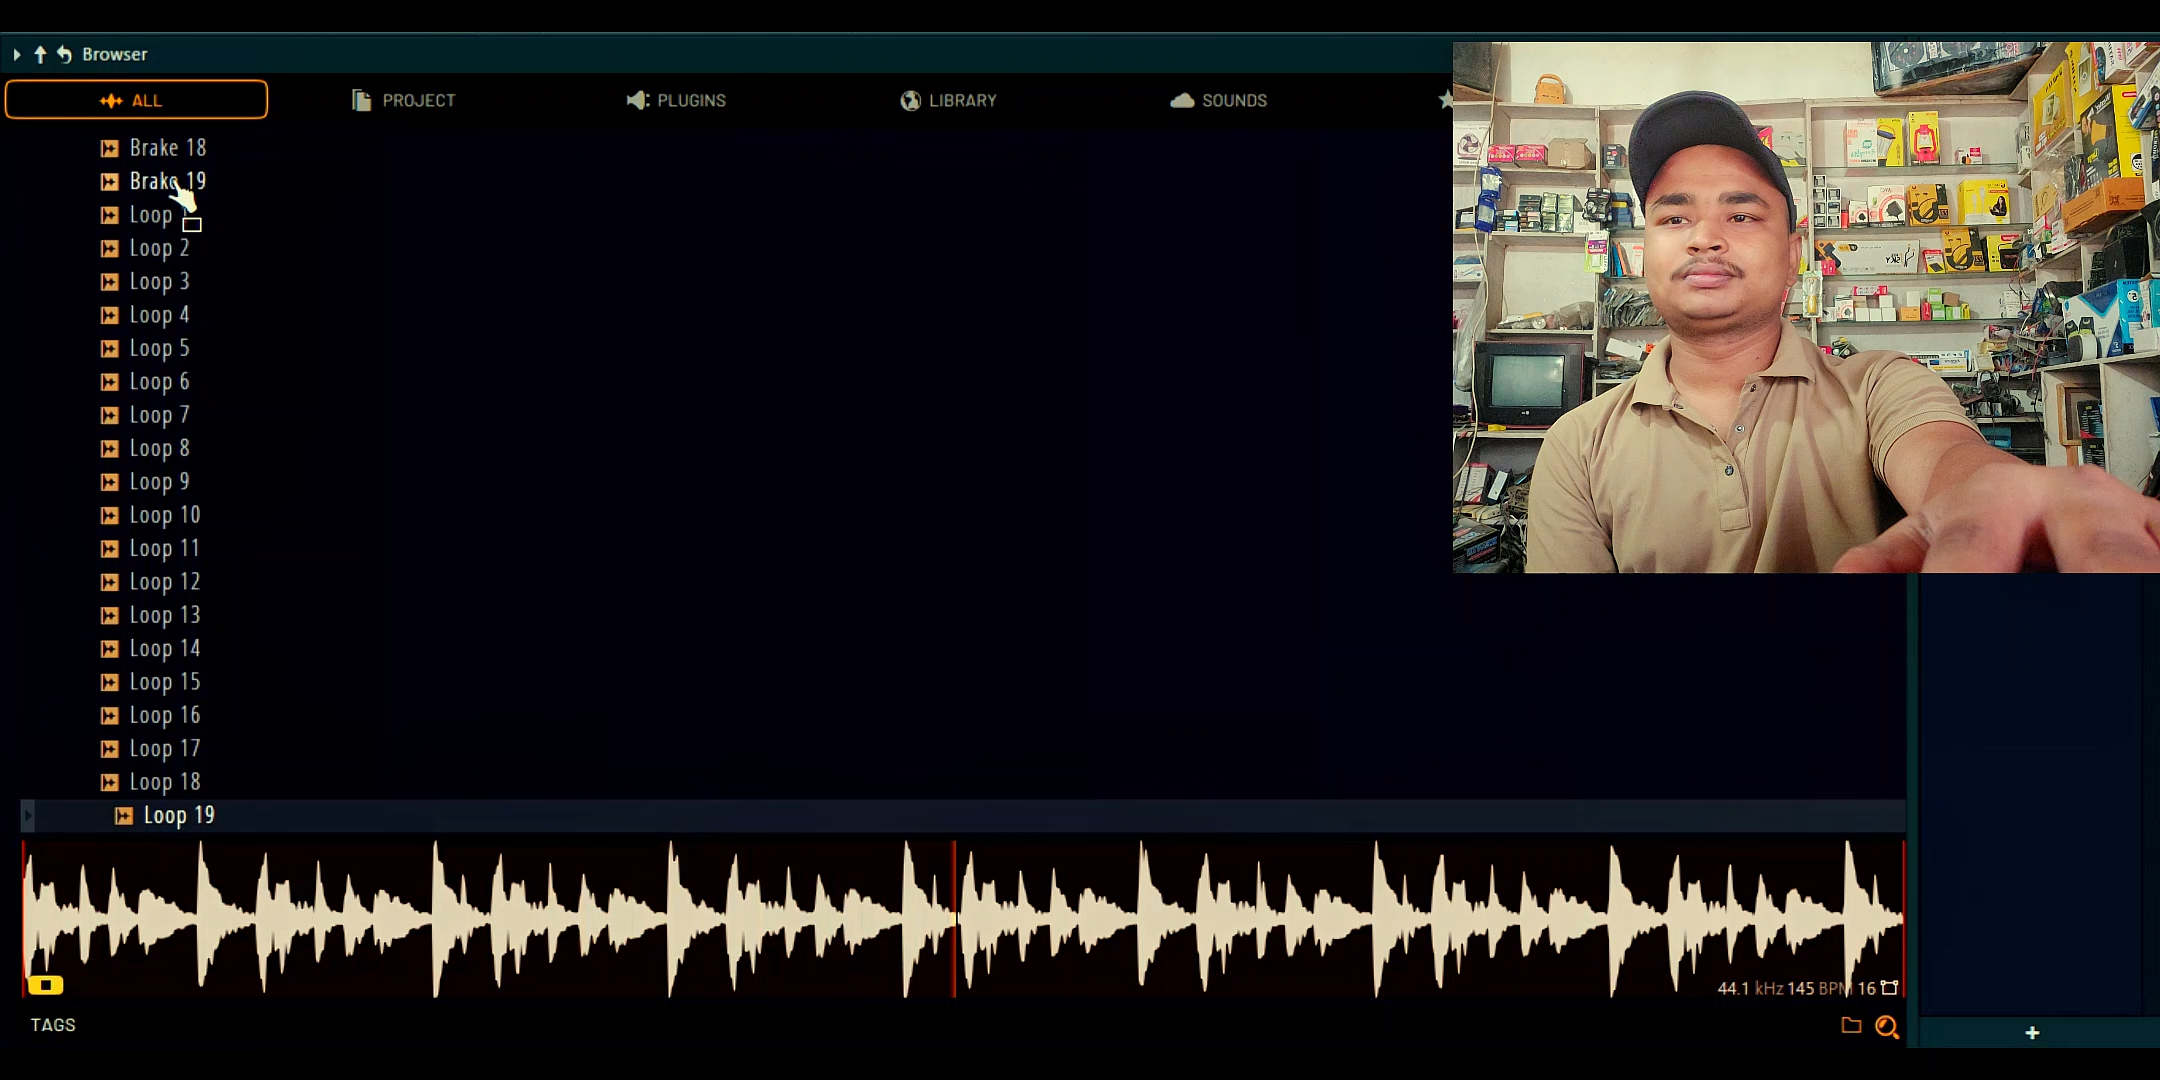 Browser
ALL
PROJECT
PLUGINS
LIBRARY
SOUNDS
Brake 18
Brake 19
Loop
Loop 2
Loop 3
Loop 4
Loop 5
Loop 6
Loop 7
Loop 8
Loop 9
Loop 10
Loop 11
Loop 12
Loop 13
Loop 14
Loop 15
Loop 16
Loop 17
Loop 18
Loop 19
44.1 kHz 145 BPM 16
TAGS
+